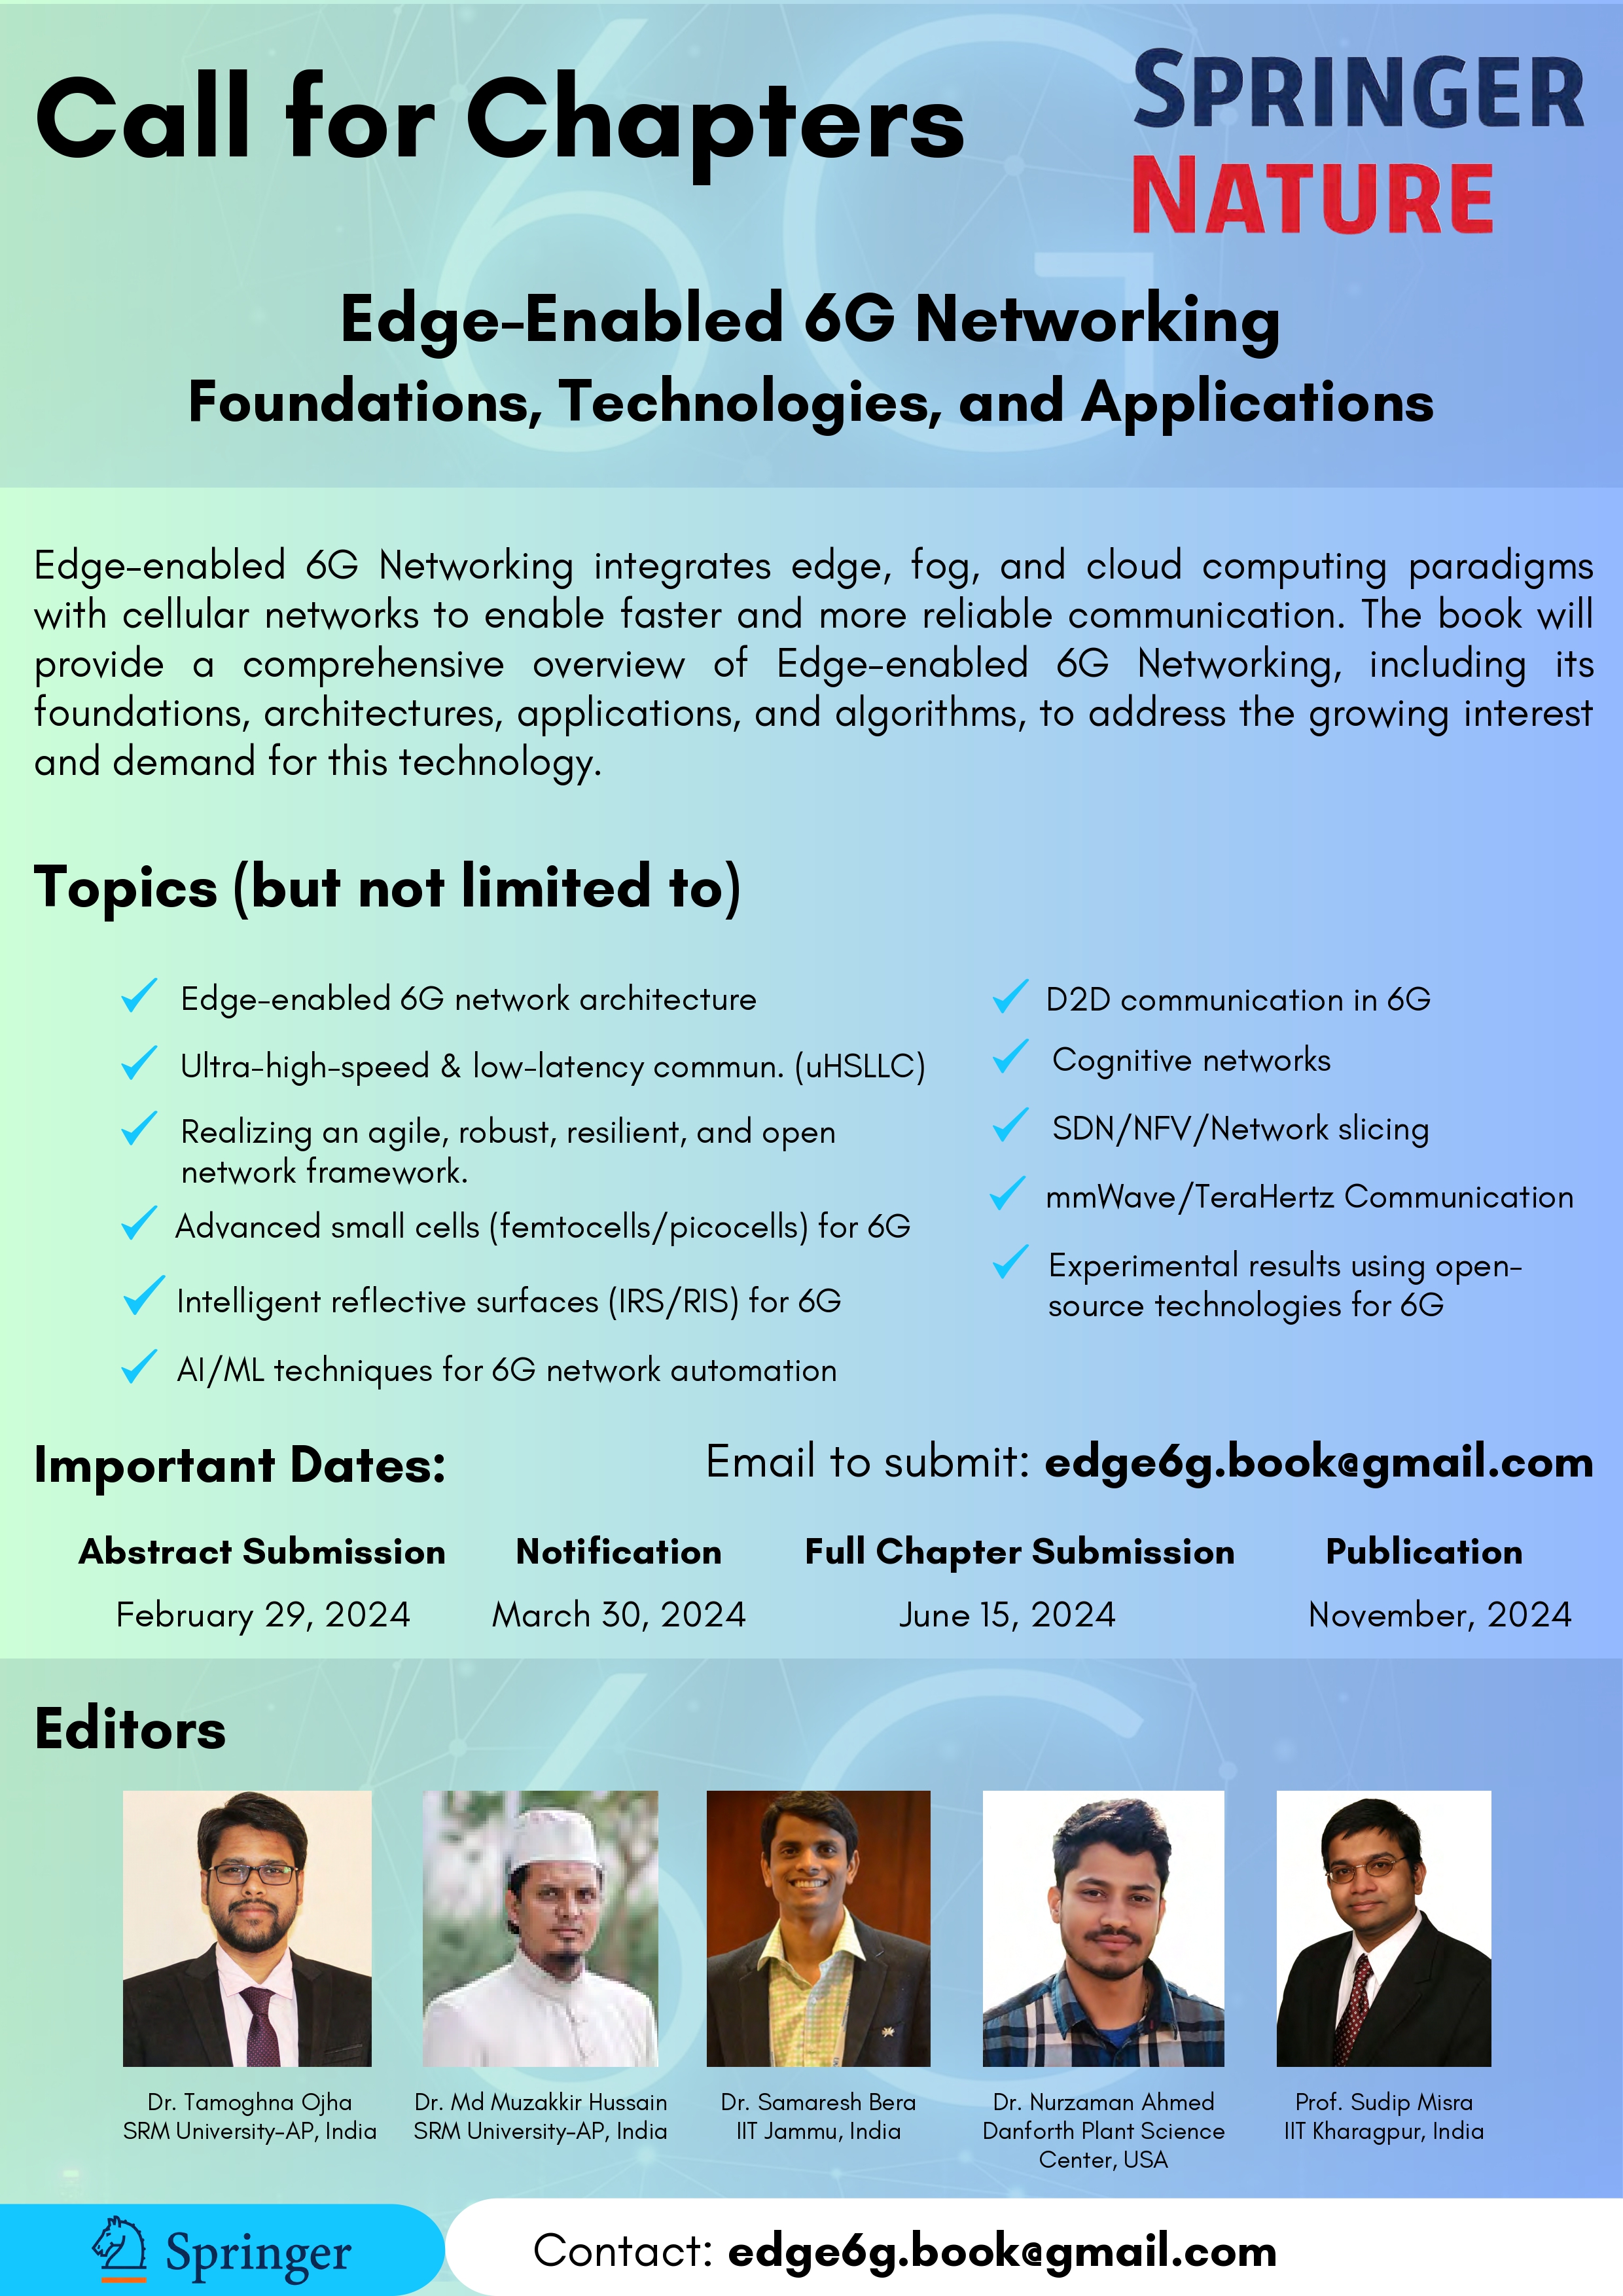 Call for Chapters
SPRINGER
NATURE
6G
Edge-Enabled 6G Networking
Foundations, Technologies, and Applications
Edge-enabled 6G Networking integrates edge, fog, and cloud computing paradigms
with cellular networks to enable faster and more reliable communication. The book will
provide a comprehensive overview of Edge-enabled 6G Networking, including its
foundations, architectures, applications, and algorithms, to address the growing interest
and demand for this technology.
Topics (but not limited to)
Edge-enabled 6G network architecture
Ultra-high-speed & low-latency commun. (uHSLLC)
Realizing an agile, robust, resilient, and open
network framework.
Advanced small cells (femtocells/picocells) for 6G
Intelligent reflective surfaces (IRS/RIS) for 6G
AI/ML techniques for 6G network automation
D2D communication in 6G
Cognitive networks
SDN/NFV/Network slicing
mmWave/TeraHertz Communication
Experimental results using open-
source technologies for 6G
Important Dates:
Email to submit: edge6g.book@gmail.com
Abstract Submission
February 29, 2024
Notification
March 30, 2024
Full Chapter Submission
June 15, 2024
Publication
November, 2024
6G
Editors
Dr. Tamoghna Ojha
SRM University-AP, India
Dr. Md Muzakkir Hussain
SRM University-AP, India
Dr. Samaresh Bera
IIT Jammu, India
Dr. Nurzaman Ahmed
Danforth Plant Science
Center, USA
Prof. Sudip Misra
IIT Kharagpur, India
Springer
Contact: edge6g.book@gmail.com